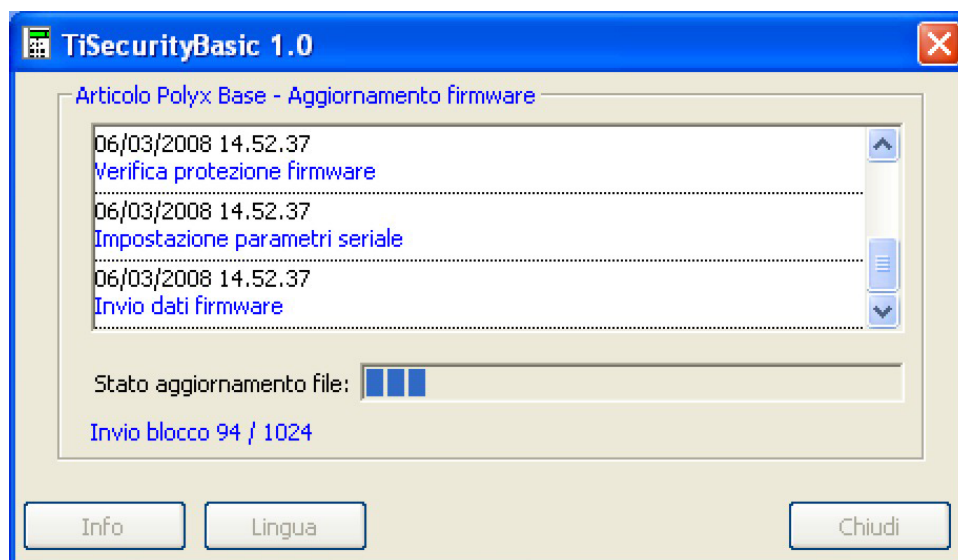 TiSecurityBasic 1.0
Articolo Polyx Base - Aggiornamento firmware
06/03/2008 14.52.37
Verifica protezione firmware
06/03/2008 14.52.37
Impostazione parametri seriale
06/03/2008 14.52.37
Invio dati firmware
Stato aggiornamento file:
Invio blocco 94 / 1024
Info
Lingua
Chiudi